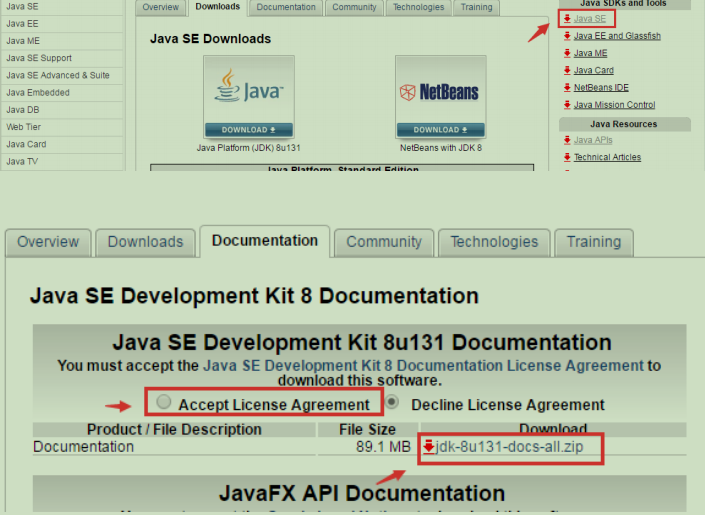 Java SE
Java EE
Java ME
Java SE Support
Java SE Advanced & Suite
Java Embedded
Java DB
Web Tier
Java Card
Java TV
Overview Downloads Documentation Community Technologies Training
Java SE Downloads
Java
DOWNLOAD
Java Platform (JDK) 8u131
NetBeans
DOWNLOAD
NetBeans with JDK 8
Java Platform, Standard Edition
Java SDKs and Tools
Java SE
Java EE and Glassfish
Java ME
Java Card
NetBeans IDE
Java Mission Control
Java Resources
Java APIs
Technical Articles
Overview Downloads Documentation Community Technologies Training
Java SE Development Kit 8 Documentation
Java SE Development Kit 8u131 Documentation
You must accept the Java SE Development Kit 8 Documentation License Agreement to
download this software.
Accept License Agreement Decline License Agreement
Product / File Description File Size Download
Documentation 89.1 MB jdk-8u131-docs-all.zip
JavaFX API Documentation